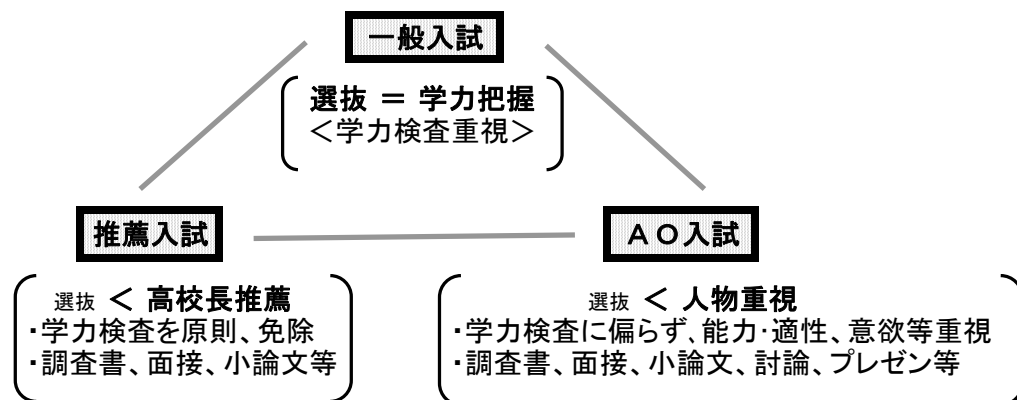 一般入試
選抜 ＝ 学力把握
＜学力検査重視＞
推薦入試
選抜 ＜ 高校長推薦
・学力検査を原則、免除
・調査書、面接、小論文等
ＡＯ入試
選抜 ＜ 人物重視
・学力検査に偏らず、能力・適性、意欲等重視
・調査書、面接、小論文、討論、プレゼン等